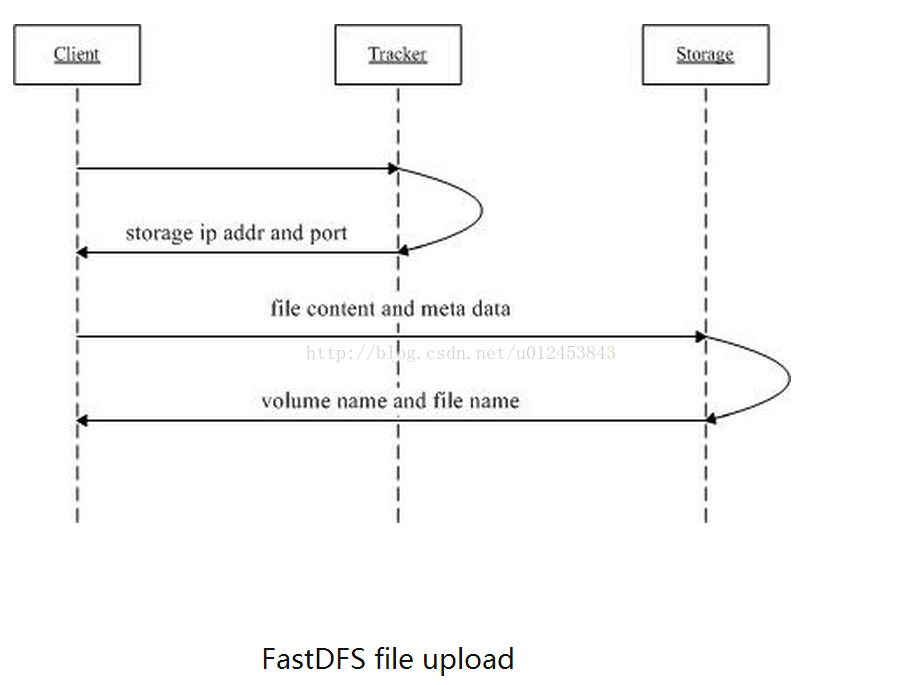 Client
Tracker
Storage
storage ip addr and port
file content and meta data
http://blog.csdn.net/u012453843
volume name and file name
FastDFS file upload